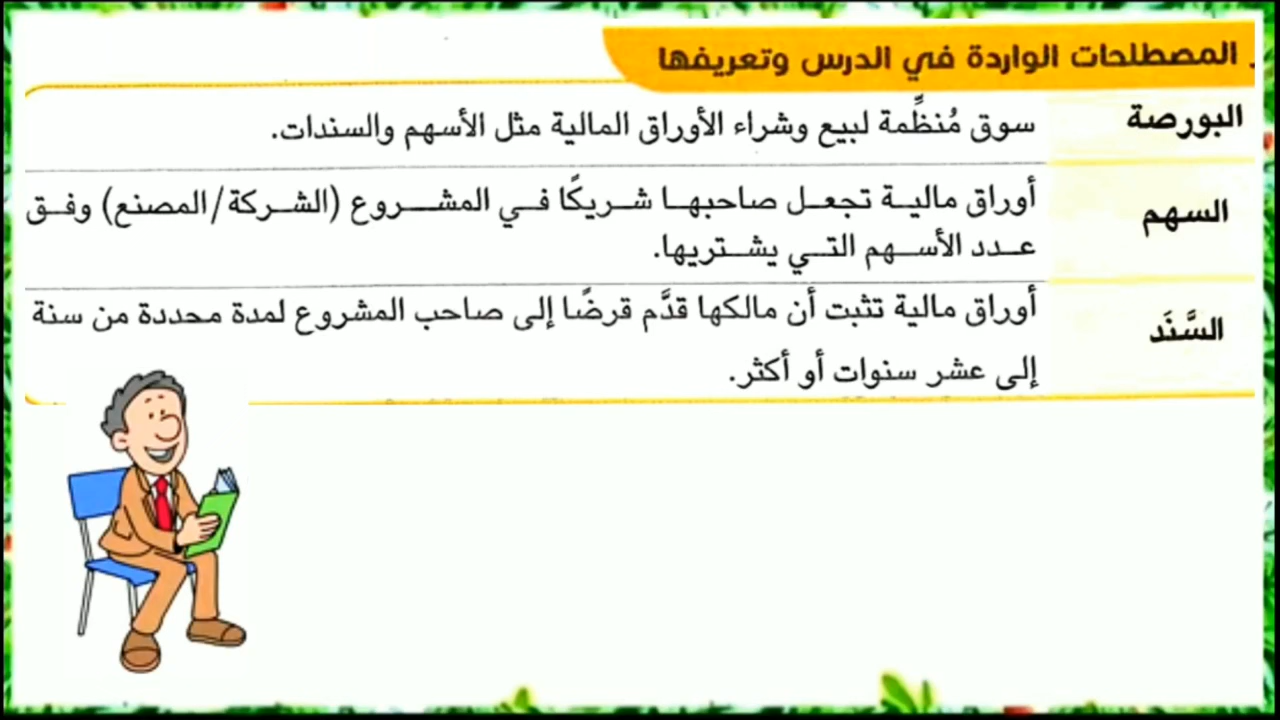 المصطلحات الواردة في الدرس وتعريفها
البورصة
سوق مُنظِّمة لبيع وشراء الأوراق المالية مثل الأسهم والسندات.
السهم
أوراق مالية تجعل صاحبها شريكًا في المشروع (الشركة/المصنع) وفق
عدد الأسهم التي يشتريها.
السَّنَد
أوراق مالية تثبت أن مالكها قدَّم قرضًا إلى صاحب المشروع لمدة محددة من سنة
إلى عشر سنوات أو أكثر.